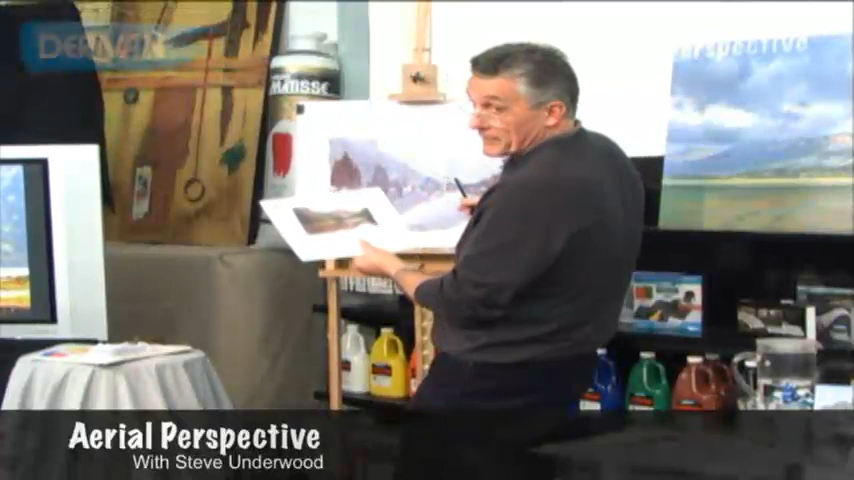 DERIVAN
Perspective
MATISSE
Aerial Perspective
With Steve Underwood